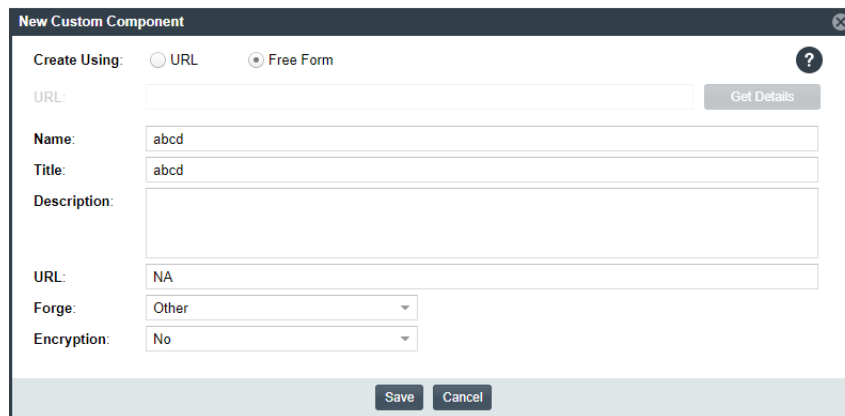 New Custom Component
Create Using: URL Free Form ?
URL: Get Details
Name: abcd
Title: abcd
Description:
URL: NA
Forge: Other
Encryption: No
Save Cancel